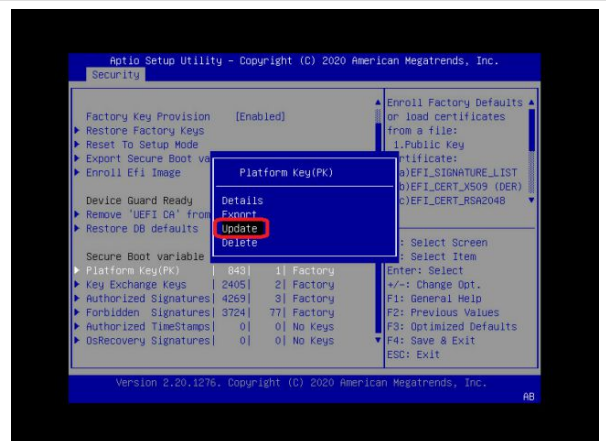 Aptio Setup Utility - Copyright (C) 2020 American Megatrends, Inc.
Security
Factory Key Provision [Enabled]
Restore Factory Keys
Reset To Setup Mode
Export Secure Boot va
Enroll Efi Image
Device Guard Ready
Remove 'UEFI CA' from
Restore DB defaults
Secure Boot variable
Platform Key(PK) | 843| 1| Factory
Key Exchange Keys | 2405| 2| Factory
Authorized Signatures| 4269| 3| Factory
Forbidden Signatures| 3724| 77| Factory
Authorized TimeStamps| 0| 0| No Keys
OsRecovery Signatures| 0| 0| No Keys
Platform Key(PK)
Details
Export
Update
Delete
Enroll Factory Defaults
or load certificates
from a file:
1.Public Key
rtificate:
a)EFI_SIGNATURE_LIST
b)EFI_CERT_X509 (DER)
c)EFI_CERT_RSA2048
: Select Screen
: Select Item
Enter: Select
+/-: Change Opt.
F1: General Help
F2: Previous Values
F3: Optimized Defaults
F4: Save & Exit
ESC: Exit
Version 2.20.1276. Copyright (C) 2020 American Megatrends, Inc.
AB